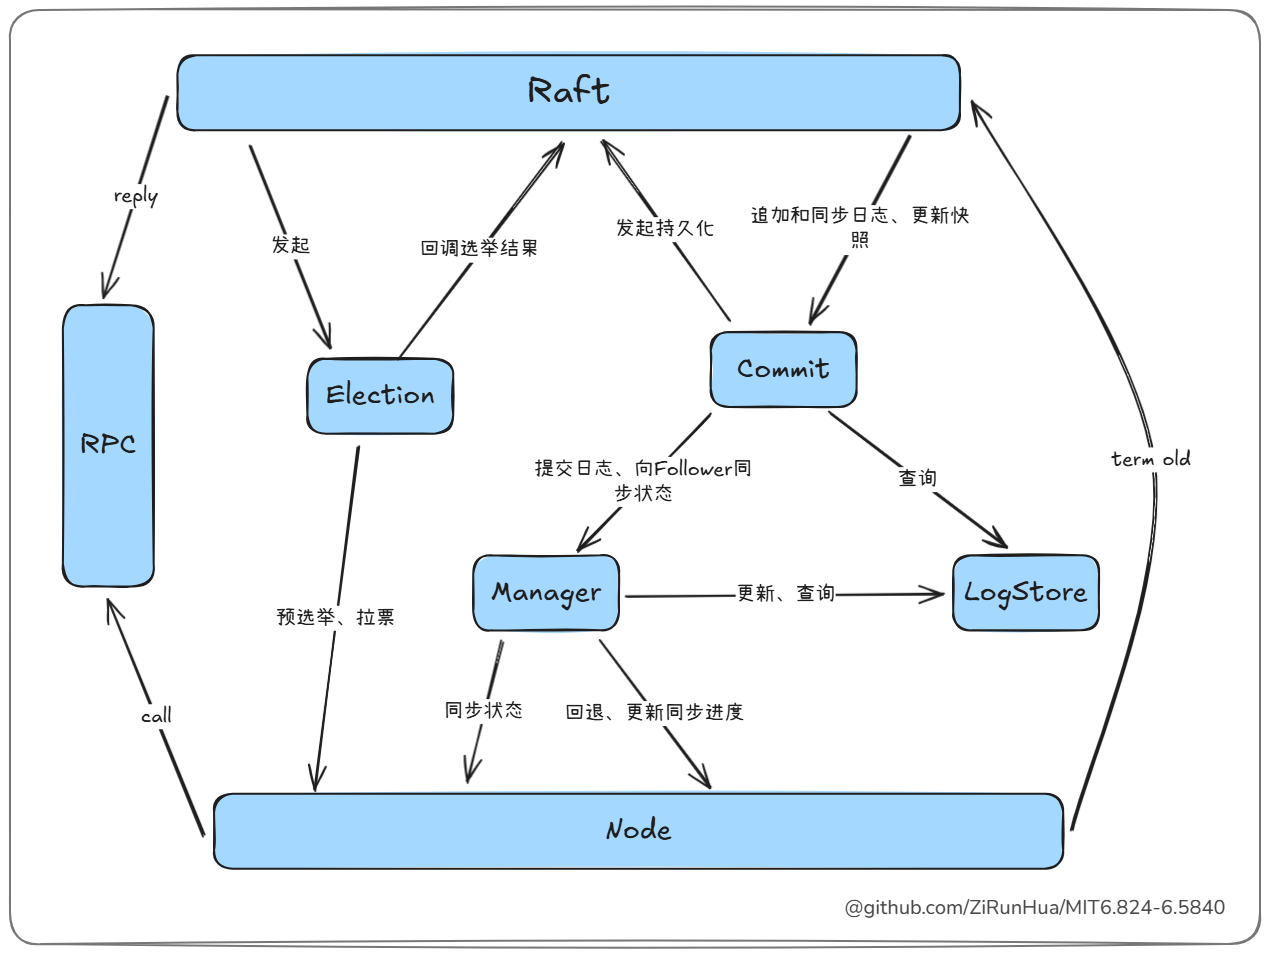 Raft
reply
发起
回调选举结果
发起持久化
追加和同步日志、更新快
照
RPC
Election
Commit
term old
提交日志、向Follower同
步状态
查询
Manager
更新、查询
LogStore
预选举、拉票
同步状态
回退、更新同步进度
call
Node
@github.com/ZiRunHua/MIT6.824-6.5840